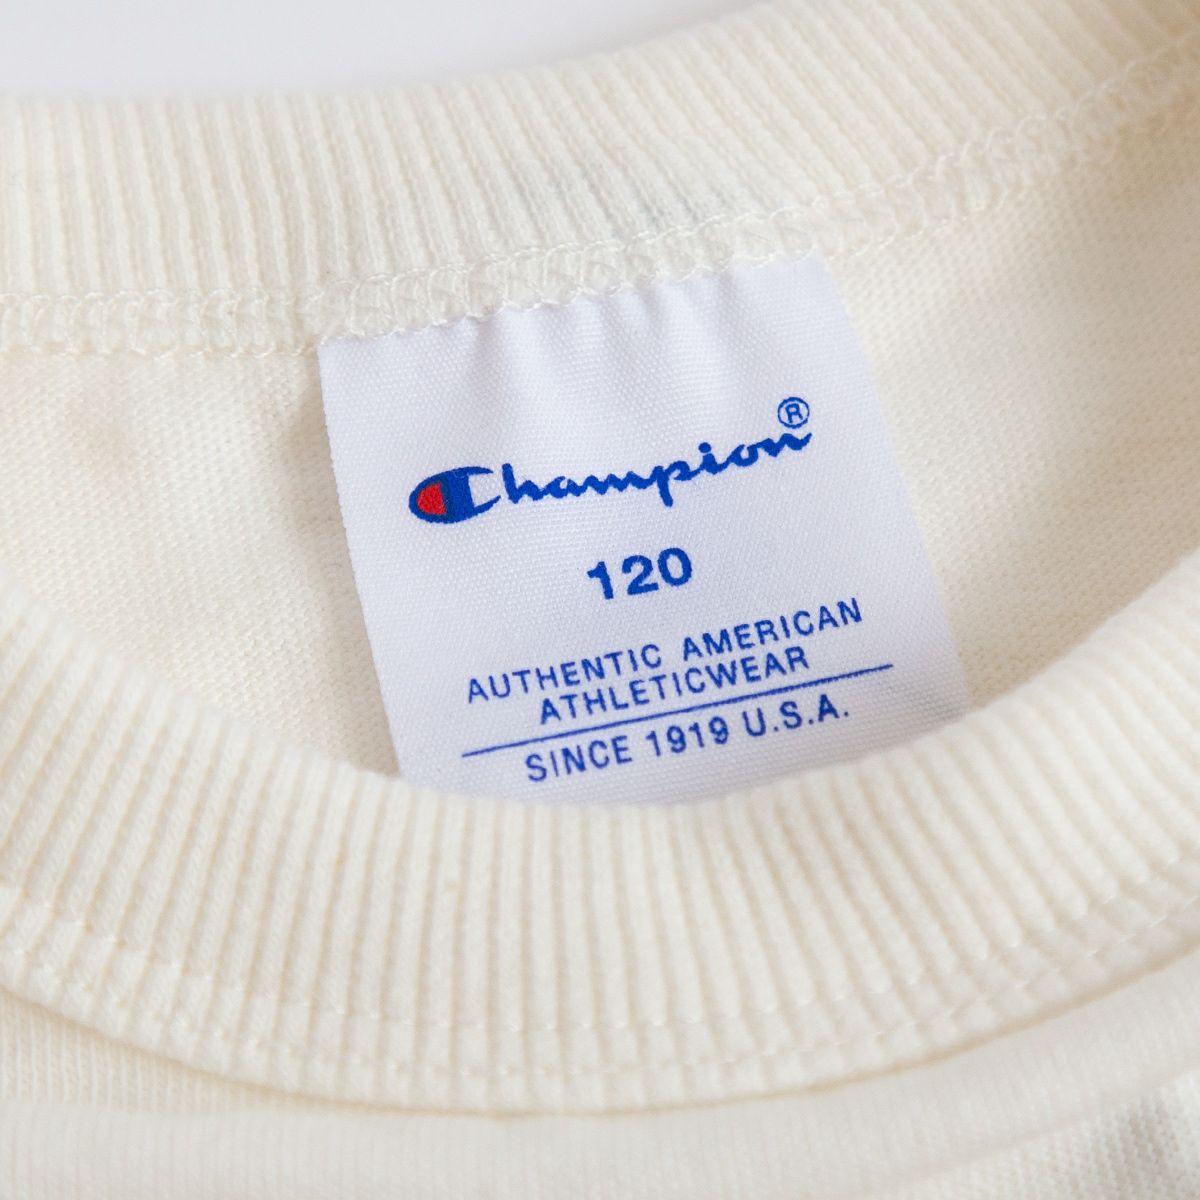 Champion®
120
AUTHENTIC AMERICAN
ATHLETICWEAR
SINCE 1919 U.S.A.